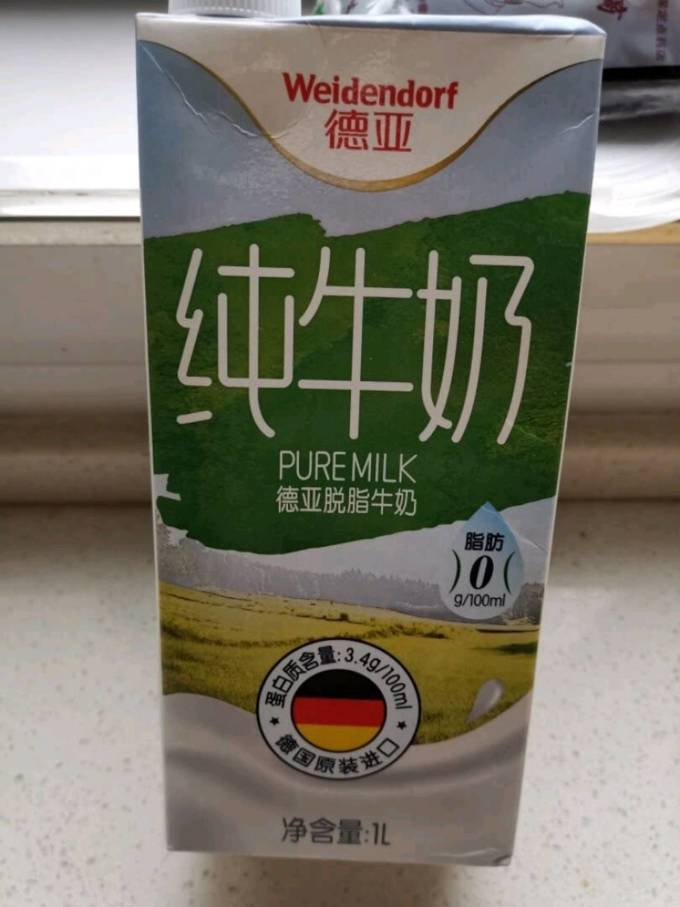 Weidendorf
德亚
纯牛奶
PURE MILK
德亚脱脂牛奶
脂肪
0
g/100ml
蛋白质含量:3.4g/100ml
德国原装进口
净含量:1L